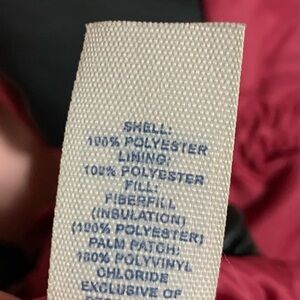 SHELL:
100% POLYESTER
LINING:
100% POLYESTER
FILL:
FIBERFILL
(INSULATION)
(100% POLYESTER)
PALM PATCH:
100% POLYVINYL
CHLORIDE
EXCLUSIVE OF